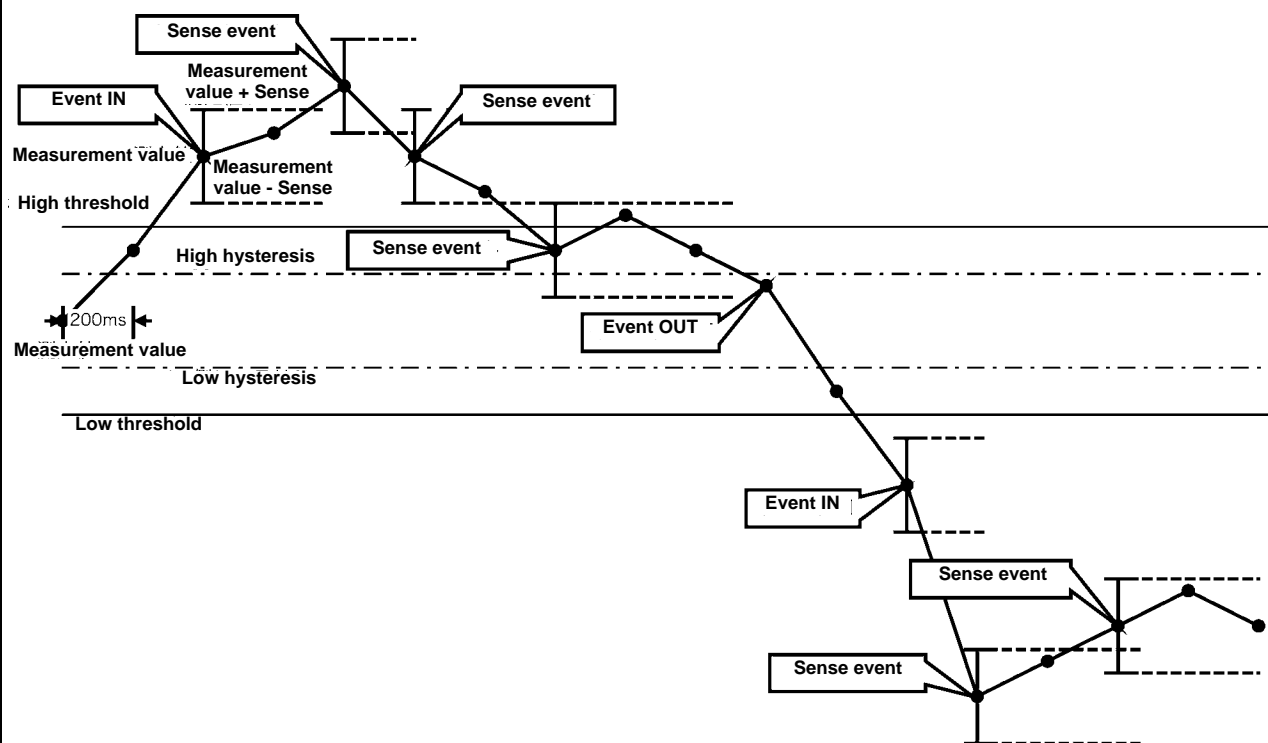 Sense event
Measurement
value + Sense
Event IN
Sense event
Measurement value
Measurement
value - Sense
High threshold
High hysteresis
Sense event
200ms
Event OUT
Measurement value
Low hysteresis
Low threshold
Event IN
Sense event
Sense event